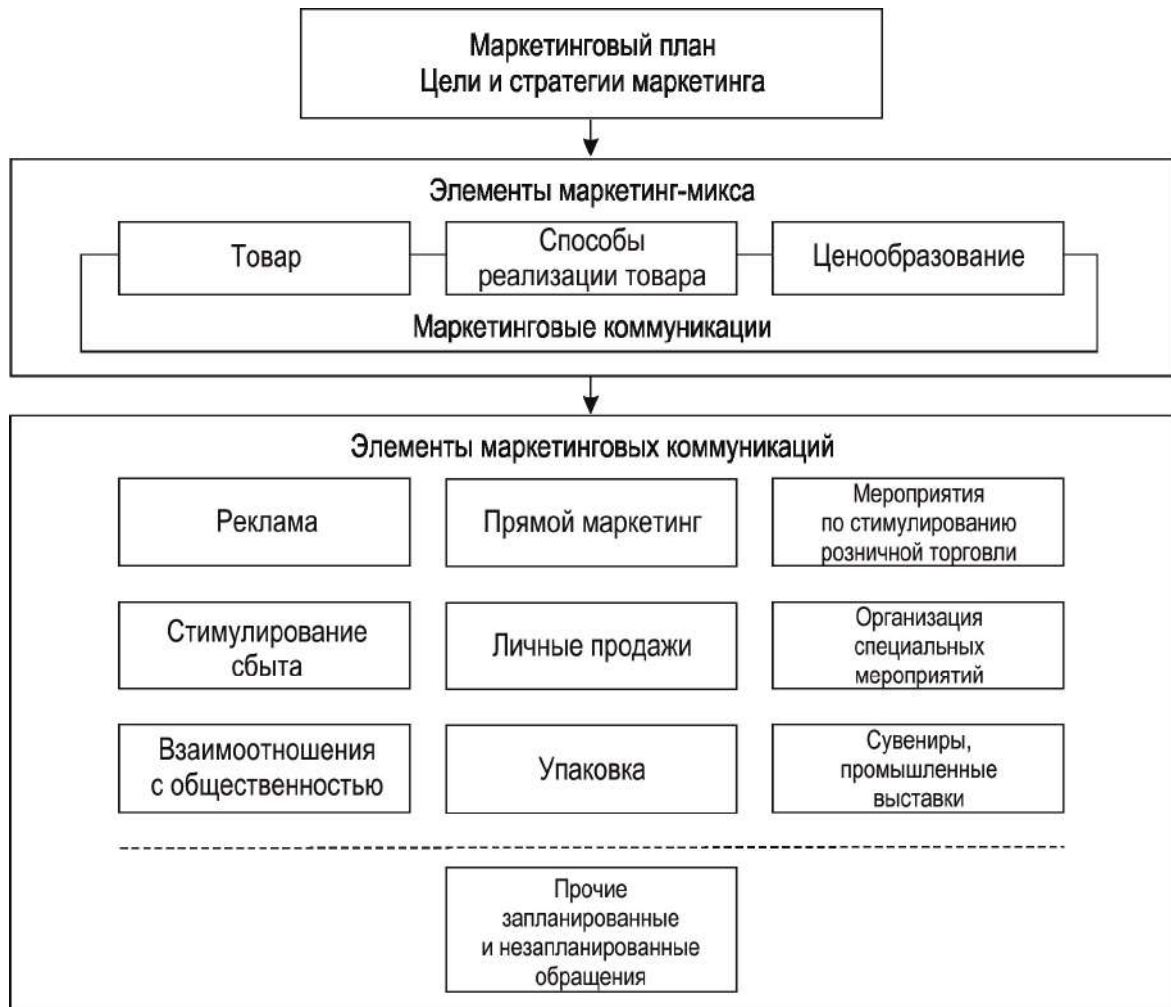 Маркетинговый план
Цели и стратегии маркетинга
Элементы маркетинг-микса
Товар
Способы
реализации товара
Ценообразование
Маркетинговые коммуникации
Элементы маркетинговых коммуникаций
Реклама
Прямой маркетинг
Мероприятия
по стимулированию
розничной торговли
Стимулирование
сбыта
Личные продажи
Организация
специальных
мероприятий
Взаимоотношения
с общественностью
Упаковка
Сувениры,
промышленные
выставки
Прочие
запланированные
и незапланированные
обращения